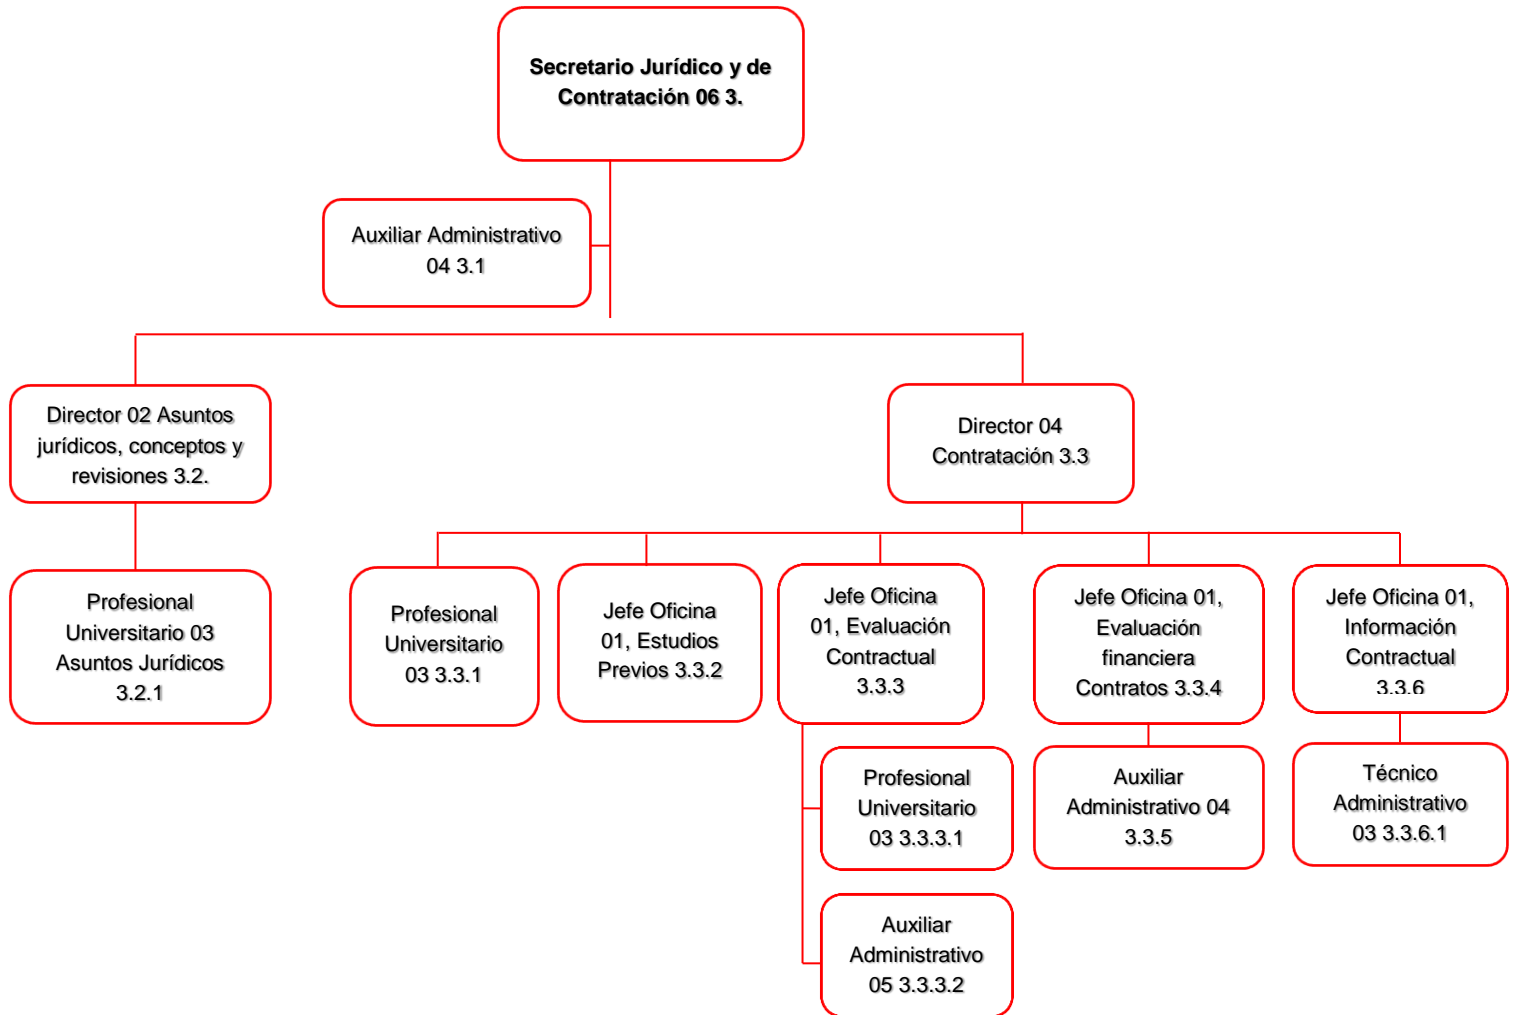 Secretario Jurídico y de
Contratación 06 3.
Auxiliar Administrativo
04 3.1
Director 02 Asuntos
jurídicos, conceptos y
revisiones 3.2.
Director 04
Contratación 3.3
Profesional
Universitario 03
Asuntos Jurídicos
3.2.1
Profesional
Universitario
03 3.3.1
Jefe Oficina
01, Estudios
Previos 3.3.2
Jefe Oficina
01, Evaluación
Contractual
3.3.3
Jefe Oficina 01,
Evaluación
financiera
Contratos 3.3.4
Jefe Oficina 01,
Información
Contractual
3.3.6
Profesional
Universitario
03 3.3.3.1
Auxiliar
Administrativo 04
3.3.5
Técnico
Administrativo
03 3.3.6.1
Auxiliar
Administrativo
05 3.3.3.2